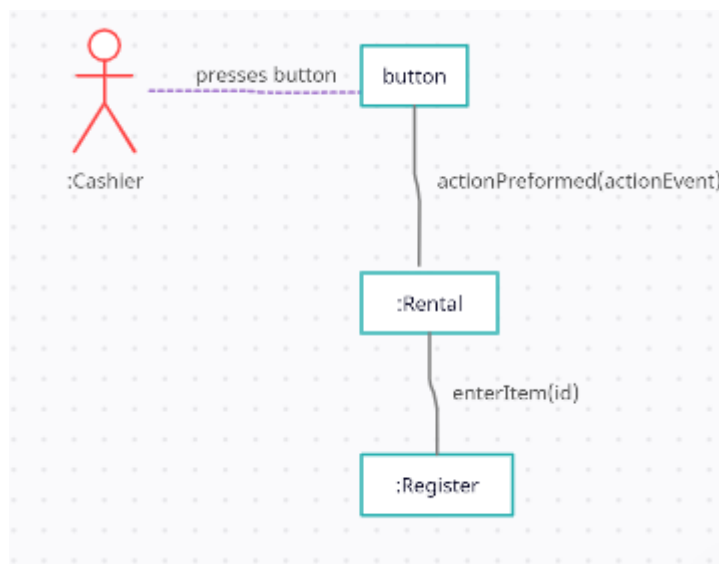 presses button
button
:Cashier
actionPreformed(actionEvent)
:Rental
enterItem(id)
:Register